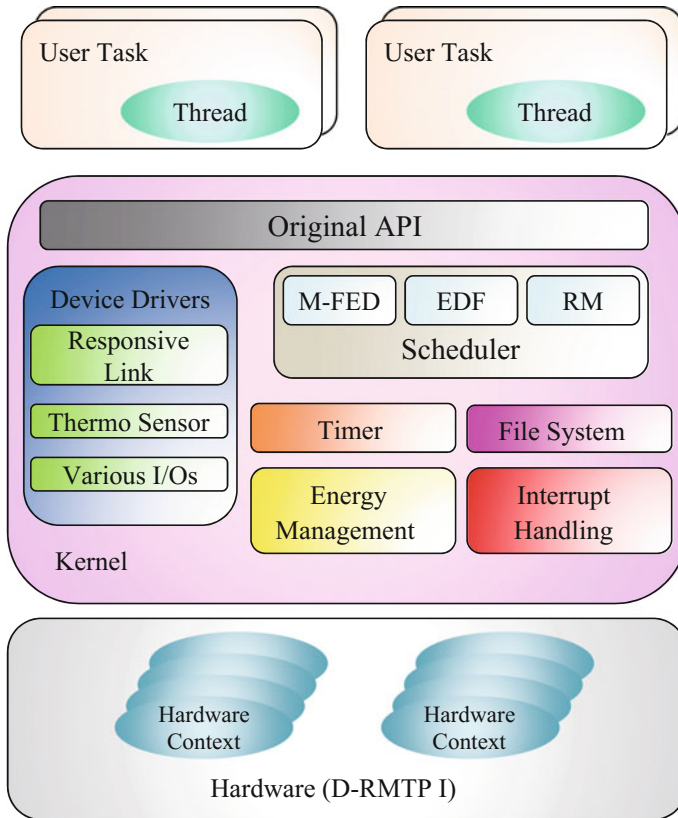 User Task
Thread
User Task
Thread
Original API
Device Drivers
Responsive
Link
Thermo Sensor
Various I/Os
M-FED
EDF
RM
Scheduler
Timer
File System
Energy
Management
Interrupt
Handling
Kernel
Hardware
Context
Hardware
Context
Hardware (D-RMTP I)